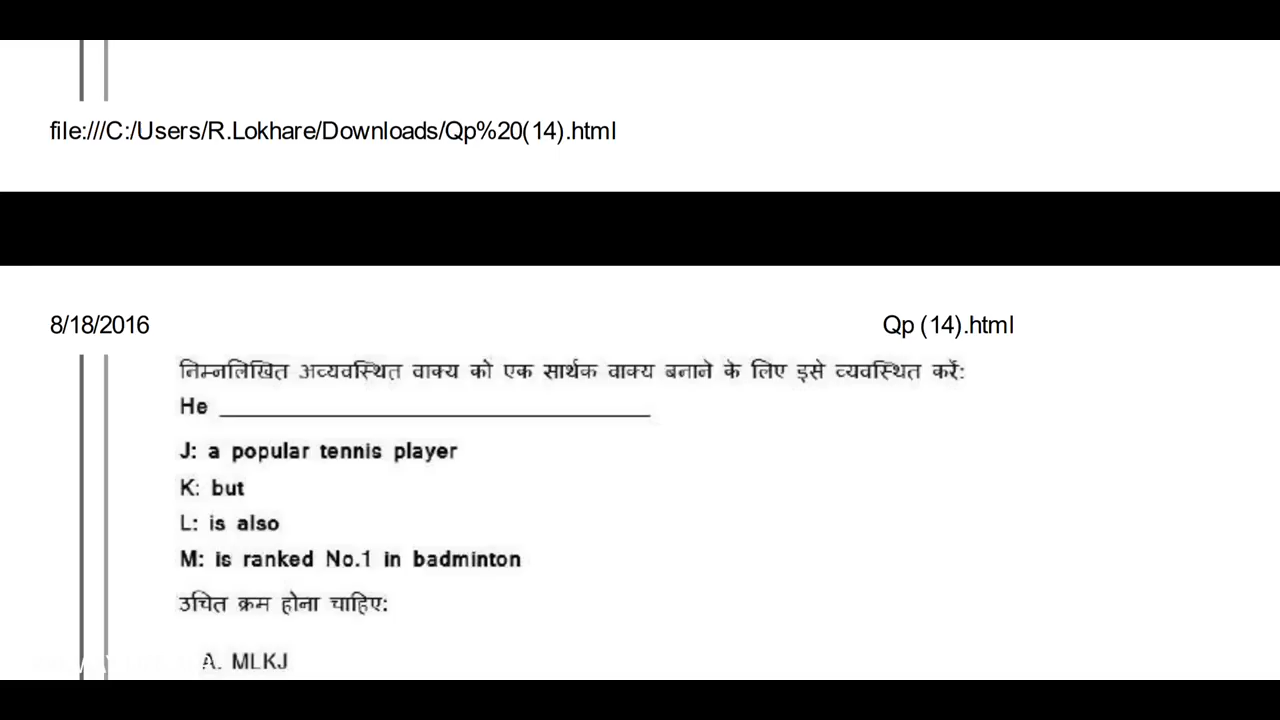 file:///C:/Users/R.Lokhare/Downloads/Qp%20(14).html
8/18/2016 Qp (14).html
निम्नलिखित अव्यवस्थित वाक्य को एक सार्थक वाक्य बनाने के लिए इसे व्यवस्थित करें:
He ____________________________________
J: a popular tennis player
K: but
L: is also
M: is ranked No.1 in badminton
उचित क्रम होना चाहिए:
A. MLKJ